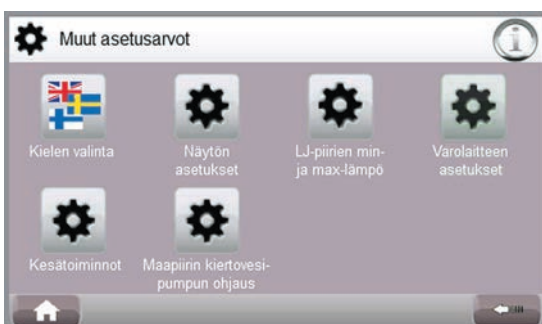 Muut asetusarvot
Kielen valinta
Näytön
asetukset
LJ-piirien min-
ja max-lämpö
Varolaitteen
asetukset
Kesätoiminnot
Maapiirin kiertovesi-
pumpun ohjaus